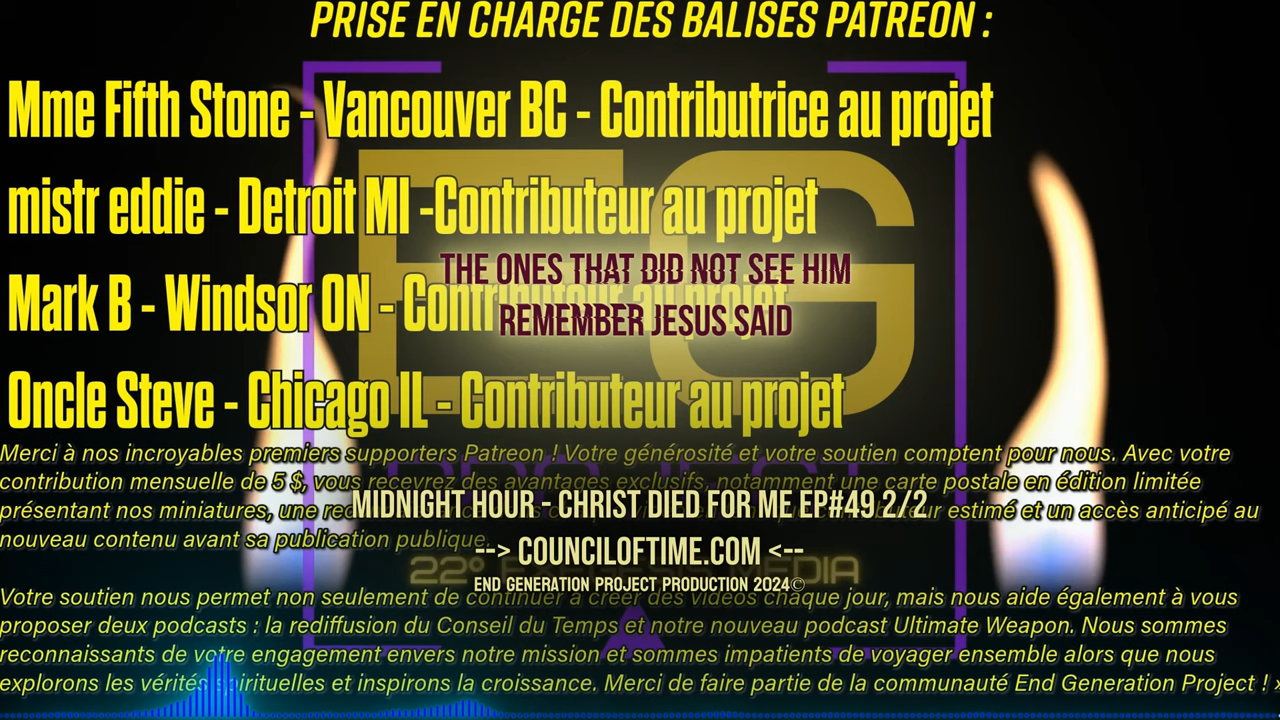 PRISE EN CHARGE DES BALISES PATREON :
Mme Fifth Stone - Vancouver BC - Contributrice au projet
mistr eddie - Detroit MI -Contributeur au projet
THE ONES THAT DID NOT SEE HIM
Mark B - Windsor ON - Contributeur au projet
REMEMBER JESUS SAID
Oncle Steve - Chicago IL - Contributeur au projet
EG
Merci à nos incroyables premiers supporters Patreon ! Votre générosité et votre soutien comptent pour nous. Avec votre
contribution mensuelle de 5 $, vous recevrez des avantages exclusifs, notamment une carte postale en édition limitée
présentant nos miniatures, une estimé et un accès anticipé au
MIDNIGHT HOUR - CHRIST DIED FOR ME EP#49 2/2
nouveau contenu avant sa publication publique.
--> COUNCILOFTIME.COM <--
22° MEDIA
END GENERATION PROJECT PRODUCTION 2024©
Votre soutien nous permet non seulement de continuer à créer des vidéos chaque jour, mais nous aide également à vous
proposer deux podcasts : la rediffusion du Conseil du Temps et notre nouveau podcast Ultimate Weapon. Nous sommes
reconnaissants de votre engagement envers notre mission et sommes impatients de voyager ensemble alors que nous
explorons les vérités spirituelles et inspirons la croissance. Merci de faire partie de la communauté End Generation Project ! »